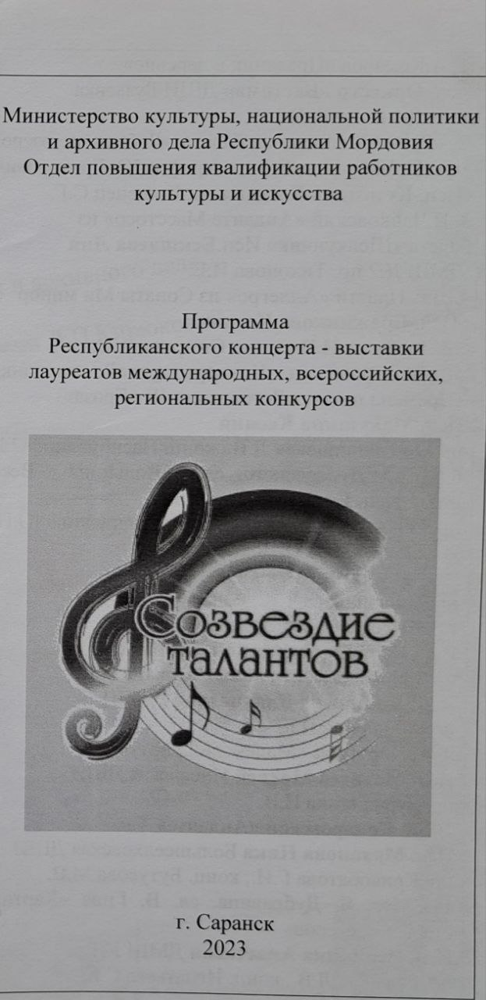 Министерство культуры, национальной политики
и архивного дела Республики Мордовия
Отдел повышения квалификации работников
культуры и искусства
Программа
Республиканского концерта - выставки
лауреатов международных, всероссийских,
региональных конкурсов
Созвездие
талантов
г. Саранск
2023